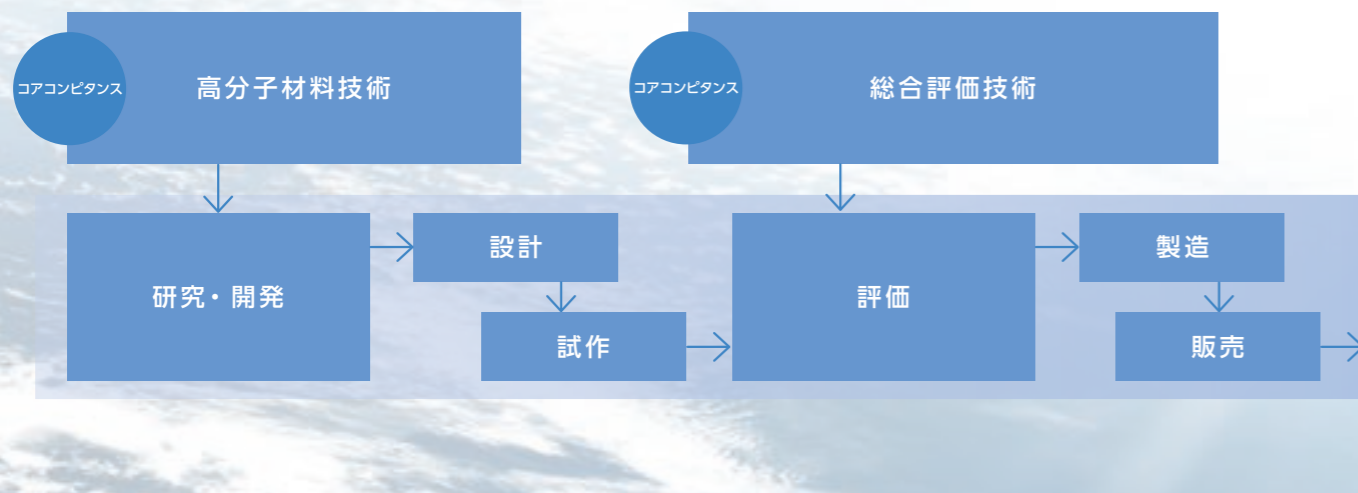 コアコンピタンス
高分子材料技術
コアコンピタンス
総合評価技術
研究・開発
設計
試作
評価
製造
販売